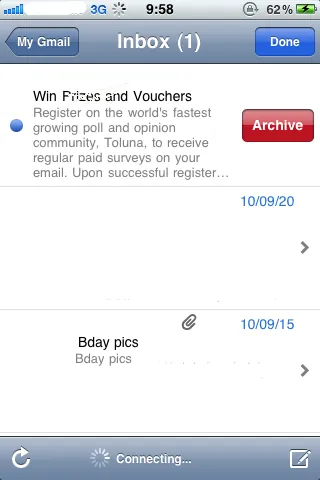 3G 9:58 62%
My Gmail Inbox (1) Done
Win Prizes and Vouchers
Register on the world's fastest
growing poll and opinion
community, Toluna, to receive
regular paid surveys on your
email. Upon successful register...
Archive
10/09/20
10/09/15
Bday pics
Bday pics
Connecting...